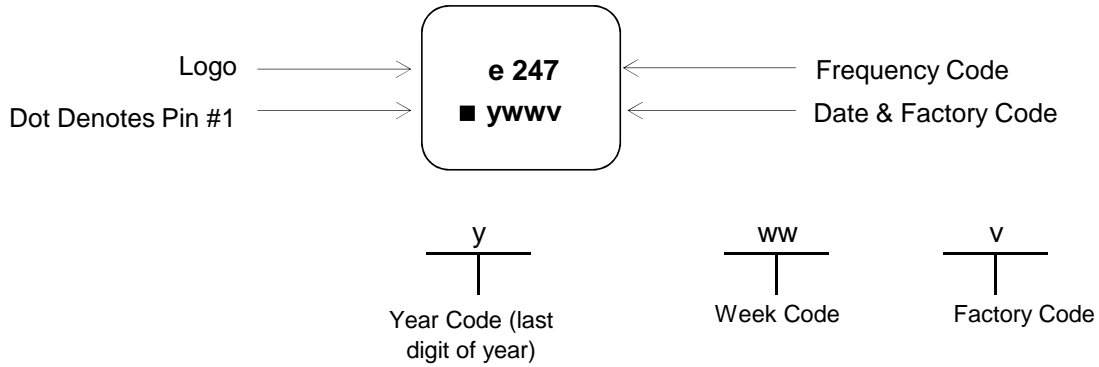 Logo
e 247
Frequency Code
Dot Denotes Pin #1
■ ywwv
Date & Factory Code
y
ww
v
Year Code (last
digit of year)
Week Code
Factory Code